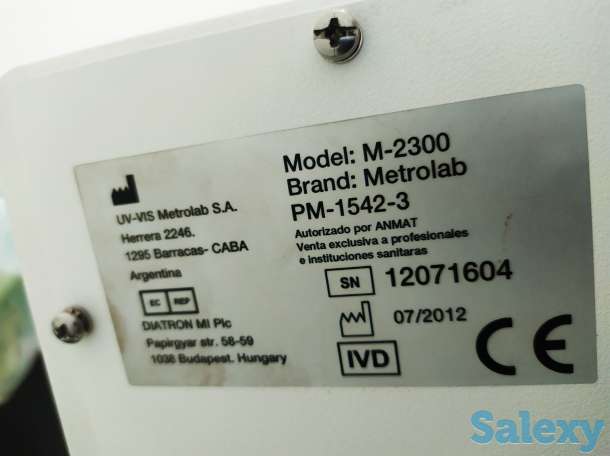 UV-VIS Metrolab S.A.
Herrera 2246.
1295 Barracas- CABA
Argentina
EC REP
DIATRON MI Plc
Papirgyar str. 58-59
1038 Budapest. Hungary
Model: M-2300
Brand: Metrolab
PM-1542-3
Autorizado por ANMAT
Venta exclusiva a profesionales
e instituciones sanitaras
SN 12071604
07/2012
IVD
CE
Salexy